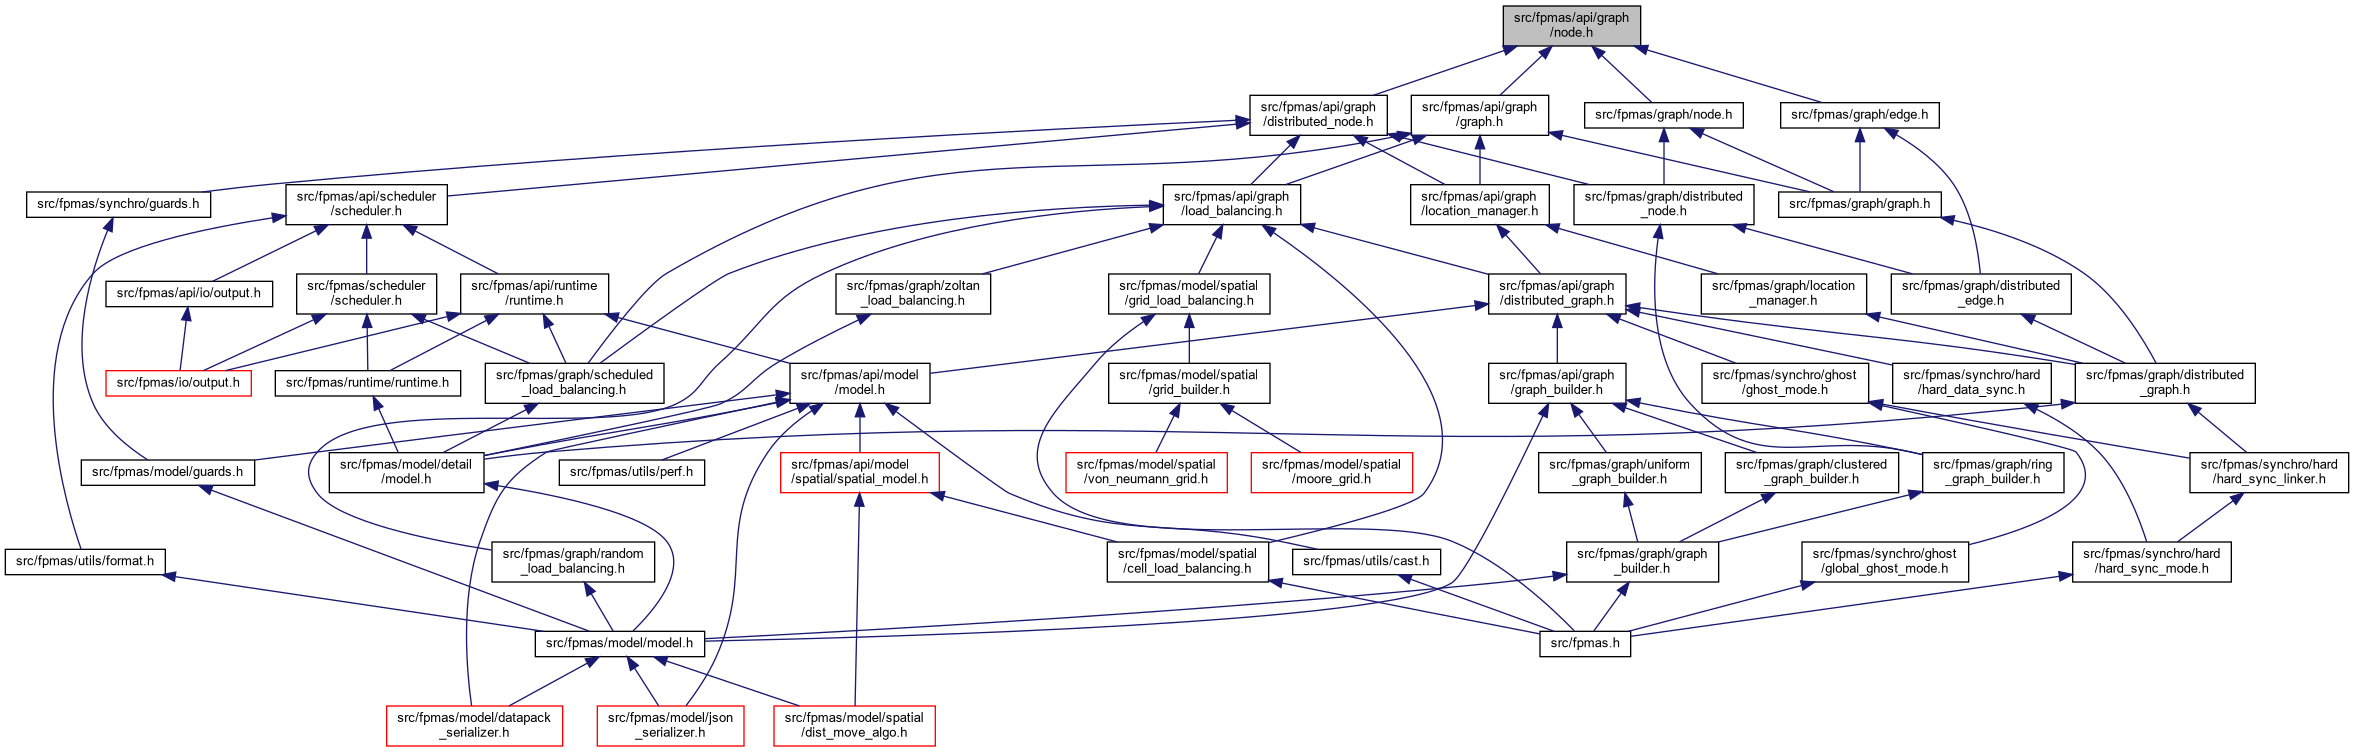 src/fpmas/api/graph
/node.h
src/fpmas/api/graph
/distributed_node.h
src/fpmas/api/graph
/graph.h
src/fpmas/graph/node.h
src/fpmas/graph/edge.h
src/fpmas/synchro/guards.h
src/fpmas/api/scheduler
/scheduler.h
src/fpmas/api/graph
/load_balancing.h
src/fpmas/api/graph
/location_manager.h
src/fpmas/graph/distributed
_node.h
src/fpmas/graph/graph.h
src/fpmas/api/io/output.h
src/fpmas/scheduler
/scheduler.h
src/fpmas/api/runtime
/runtime.h
src/fpmas/graph/zoltan
_load_balancing.h
src/fpmas/model/spatial
/grid_load_balancing.h
src/fpmas/api/graph
/distributed_graph.h
src/fpmas/graph/location
_manager.h
src/fpmas/graph/distributed
_edge.h
src/fpmas/io/output.h
src/fpmas/runtime/runtime.h
src/fpmas/graph/scheduled
_load_balancing.h
src/fpmas/api/model
/model.h
src/fpmas/model/spatial
/grid_builder.h
src/fpmas/api/graph
/graph_builder.h
src/fpmas/synchro/ghost
/ghost_mode.h
src/fpmas/synchro/hard
/hard_data_sync.h
src/fpmas/graph/distributed
_graph.h
src/fpmas/model/guards.h
src/fpmas/model/detail
/model.h
src/fpmas/utils/perf.h
src/fpmas/api/model
/spatial/spatial_model.h
src/fpmas/model/spatial
/von_neumann_grid.h
src/fpmas/model/spatial
/moore_grid.h
src/fpmas/graph/uniform
_graph_builder.h
src/fpmas/graph/clustered
_graph_builder.h
src/fpmas/graph/ring
_graph_builder.h
src/fpmas/synchro/hard
/hard_sync_linker.h
src/fpmas/utils/format.h
src/fpmas/graph/random
_load_balancing.h
src/fpmas/model/spatial
/cell_load_balancing.h
src/fpmas/utils/cast.h
src/fpmas/graph/graph
_builder.h
src/fpmas/synchro/ghost
/global_ghost_mode.h
src/fpmas/synchro/hard
/hard_sync_mode.h
src/fpmas/model/model.h
src/fpmas.h
src/fpmas/model/datapack
_serializer.h
src/fpmas/model/json
_serializer.h
src/fpmas/model/spatial
/dist_move_algo.h